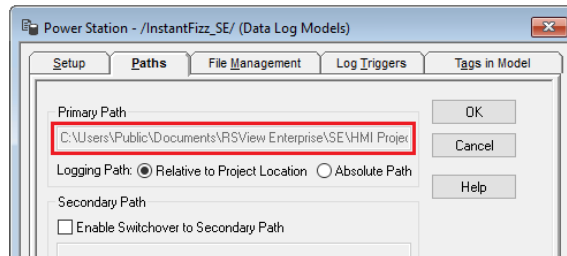 Power Station - /InstantFizz_SE/ (Data Log Models)
Setup Paths File Management Log Triggers Tags in Model
Primary Path OK
C:\Users\Public\Documents\RSView Enterprise\SE\HMI Projec
Cancel
Logging Path: Relative to Project Location Absolute Path
Help
Secondary Path
Enable Switchover to Secondary Path